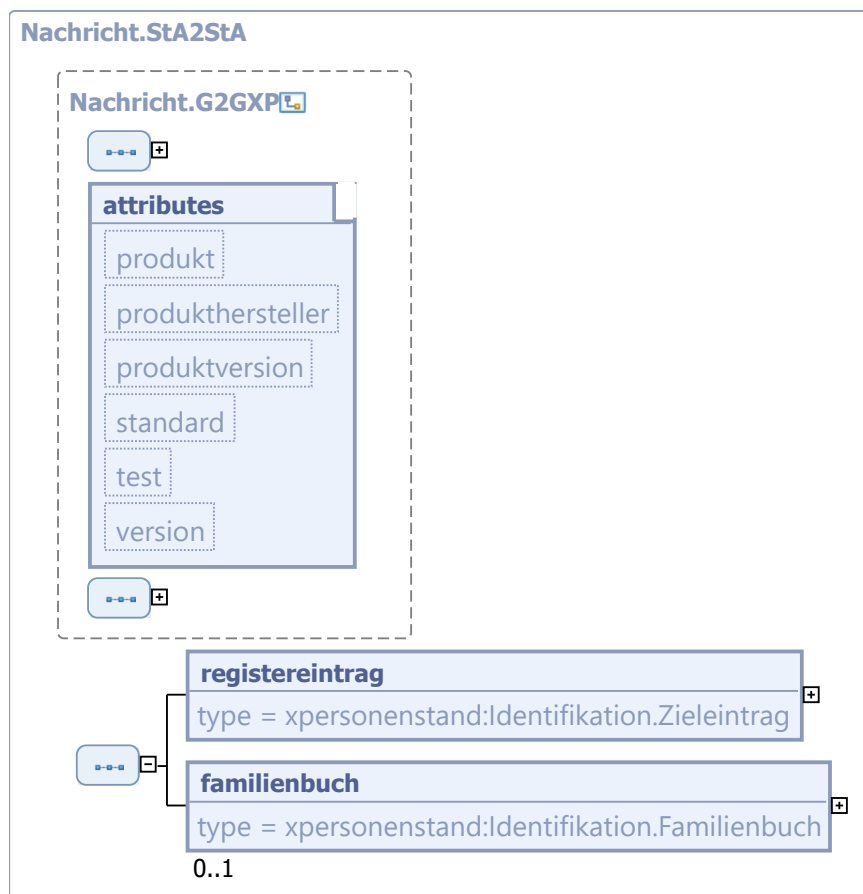 Nachricht.StA2StA
Nachricht.G2GXP
attributes
produkt
produkthersteller
produktversion
standard
test
version
registereintrag
type = xpersonenstand:Identifikation.Zieleintrag
familienbuch
type = xpersonenstand:Identifikation.Familienbuch
0..1